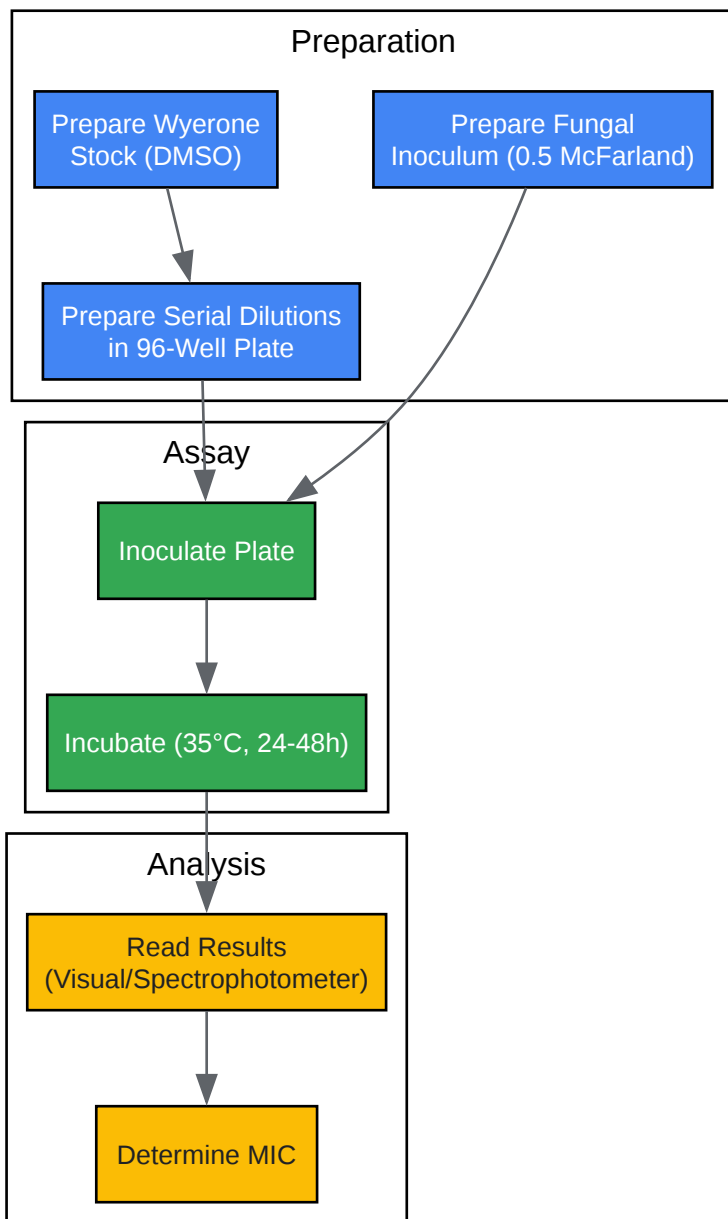 Preparation
Prepare Wyerone
Stock (DMSO)
Prepare Fungal
Inoculum (0.5 McFarland)
Prepare Serial Dilutions
in 96-Well Plate
Assay
Inoculate Plate
Incubate (35°C, 24-48h)
Analysis
Read Results
(Visual/Spectrophotometer)
Determine MIC